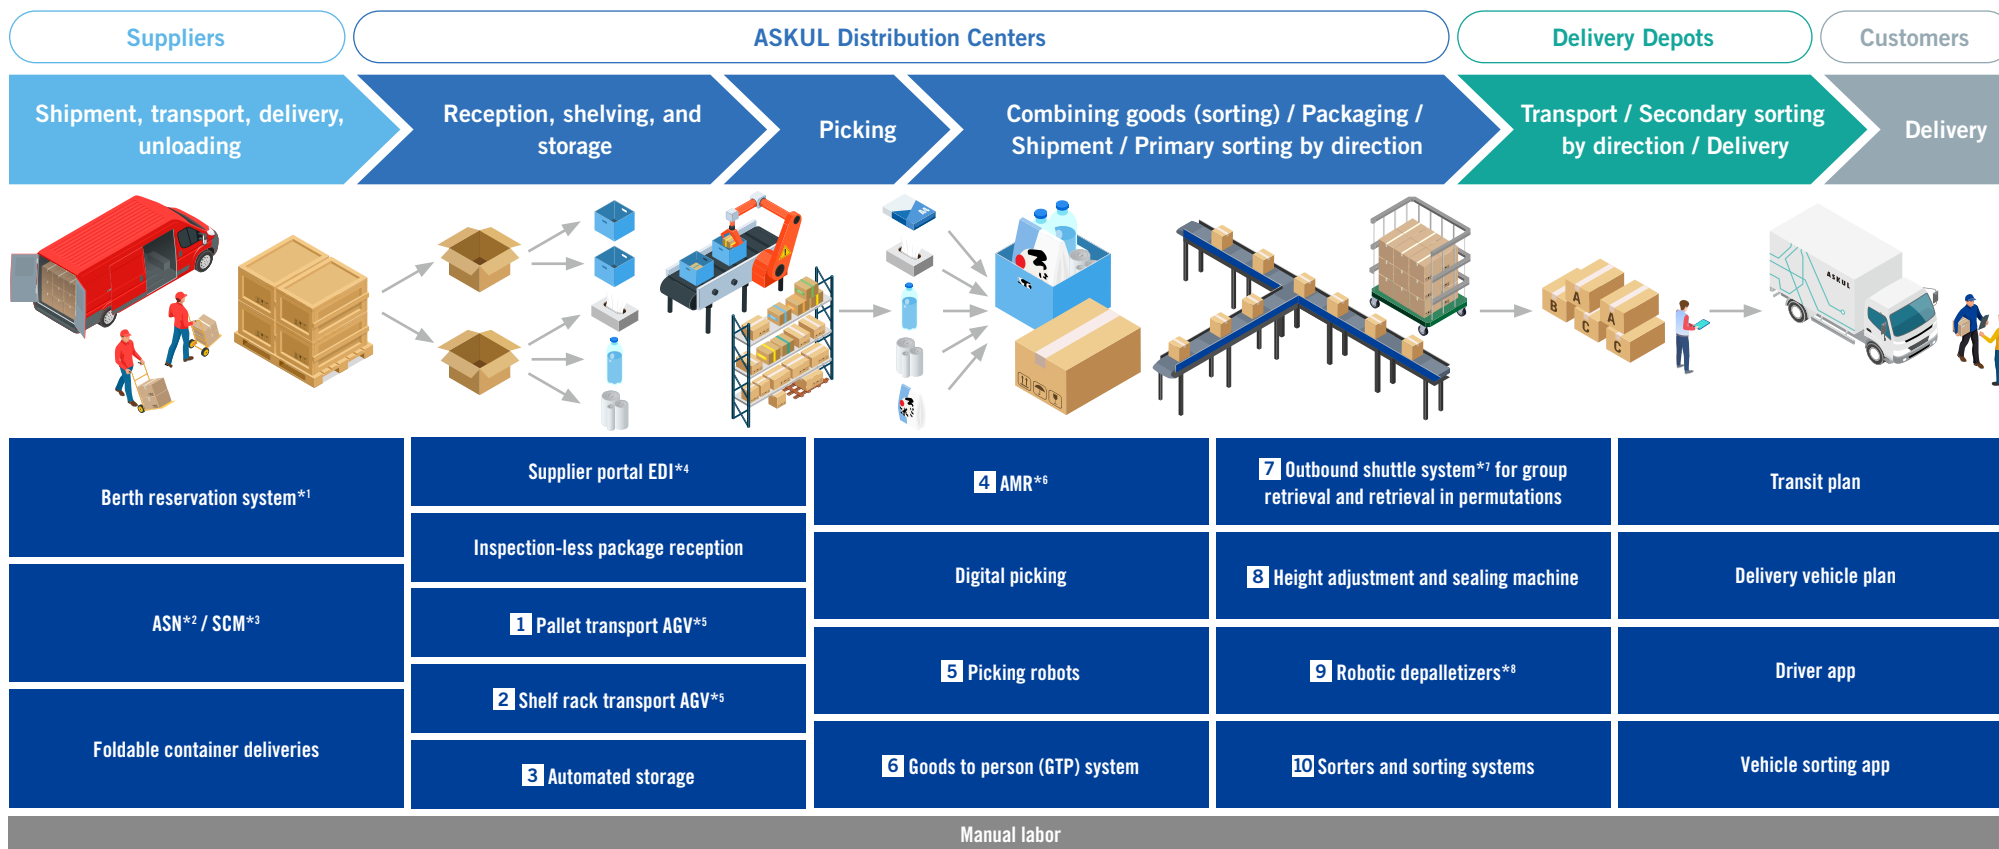 Suppliers
ASKUL Distribution Centers
Delivery Depots
Customers
Shipment, transport, delivery,
unloading
Reception, shelving, and
storage
Picking
Combining goods (sorting) / Packaging /
Shipment / Primary sorting by direction
Transport / Secondary sorting
by direction / Delivery
Delivery
B
A
C
A
C
ASKUL
Berth reservation system*1
ASN*2 / SCM*3
Foldable container deliveries
Supplier portal EDI*4
Inspection-less package reception
1 Pallet transport AGV*5
2 Shelf rack transport AGV*5
3 Automated storage
4 AMR*6
Digital picking
5 Picking robots
6 Goods to person (GTP) system
7 Outbound shuttle system*7 for group
retrieval and retrieval in permutations
8 Height adjustment and sealing machine
9 Robotic depalletizers*8
10 Sorters and sorting systems
Transit plan
Delivery vehicle plan
Driver app
Vehicle sorting app
Manual labor